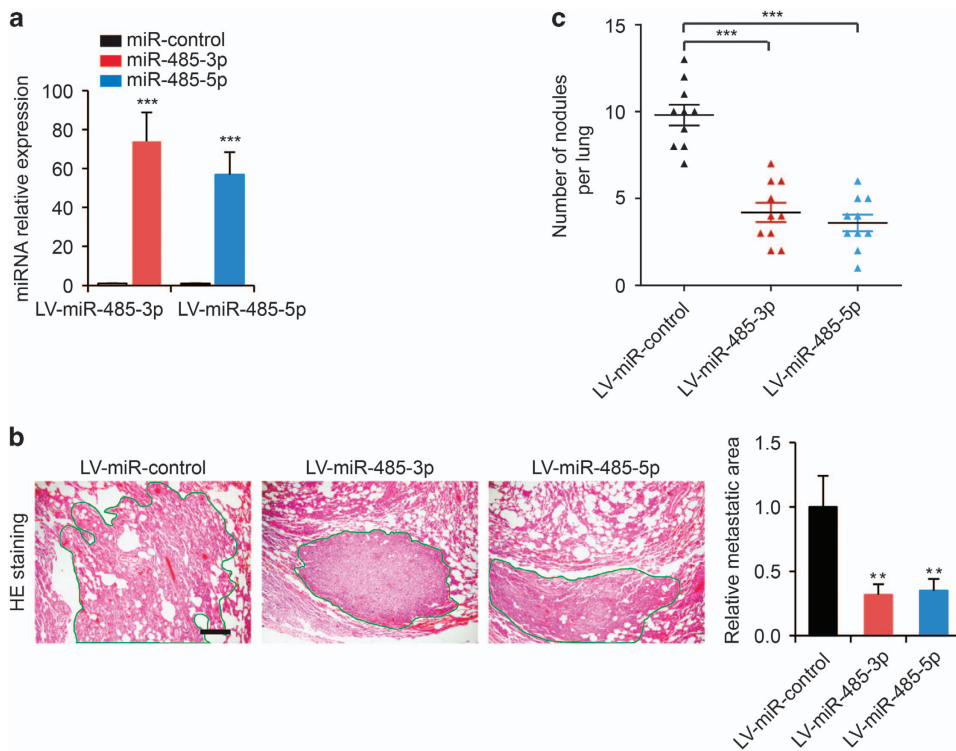 a
miR-control
miR-485-3p
miR-485-5p
100
80
60
40
20
0
miRNA relative expression
***
***
LV-miR-485-3p
LV-miR-485-5p
c
***
***
15
10
5
0
Number of nodules
per lung
LV-miR-control
LV-miR-485-3p
LV-miR-485-5p
b
LV-miR-control
LV-miR-485-3p
LV-miR-485-5p
HE staining
1.5
1.0
0.5
0.0
Relative metastatic area
**
**
LV-miR-control
LV-miR-485-3p
LV-miR-485-5p